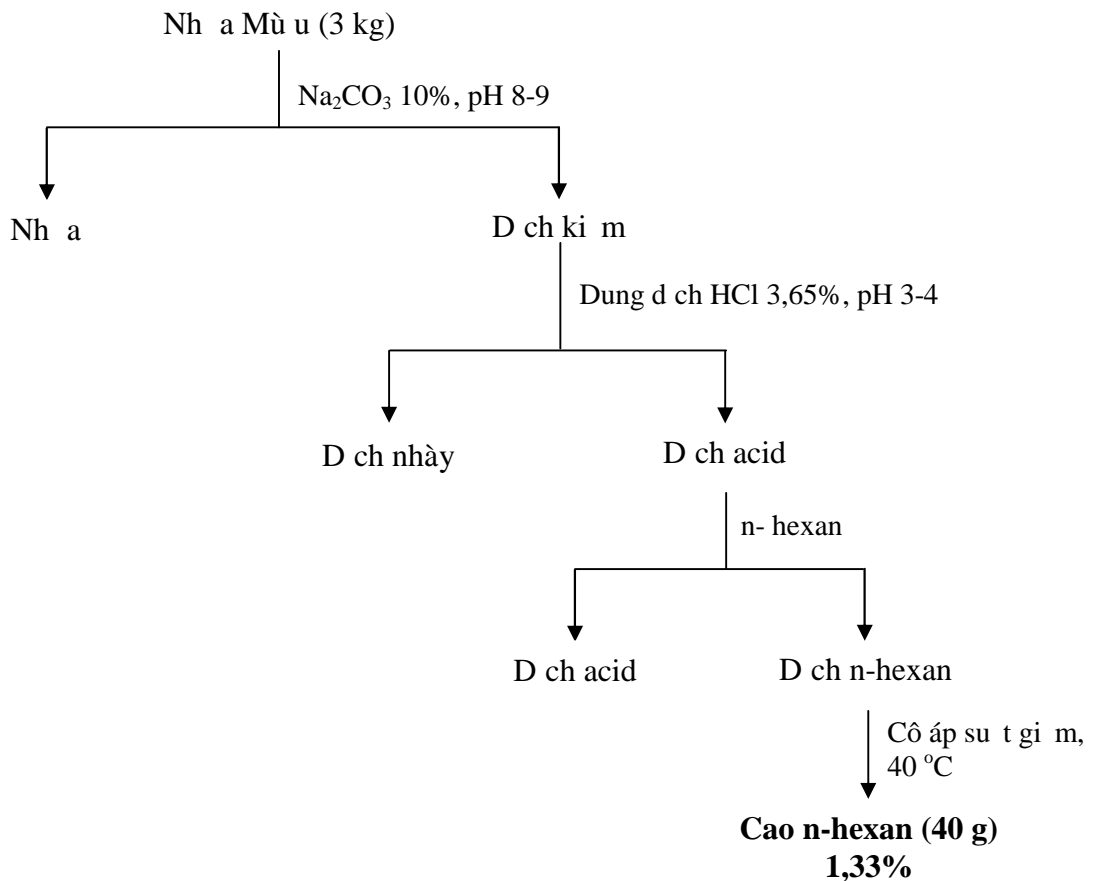 Nh a Mù u (3 kg)
Na₂CO₃ 10%, pH 8-9
Nh a
D ch ki m
Dung d ch HCl 3,65%, pH 3-4
D ch nhày
D ch acid
n- hexan
D ch acid
D ch n-hexan
Cô áp su t gi m,
40 °C
Cao n-hexan (40 g)
1,33%